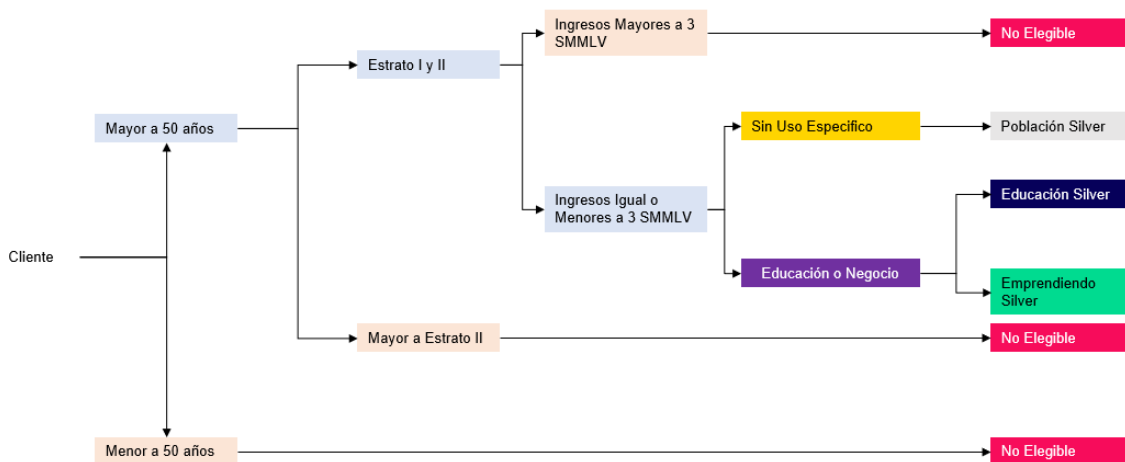 Ingresos Mayores a 3
SMMLV
No Elegible
Estrato I y II
Mayor a 50 años
Sin Uso Especifico
Población Silver
Ingresos Igual o
Menores a 3 SMMLV
Educación Silver
Cliente
Educación o Negocio
Emprendiendo
Silver
Mayor a Estrato II
No Elegible
Menor a 50 años
No Elegible